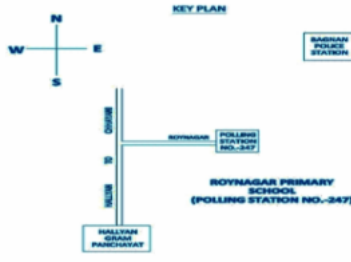 KEY PLAN
N
W E
S
BAGNAN
POLICE
STATION
ROYNAGAR
POLLING
STATION
NO.-247
TO
ROYNAGAR PRIMARY
SCHOOL
(POLLING STATION NO.-247)
HALLYAN
GRAM
PANCHAYAT